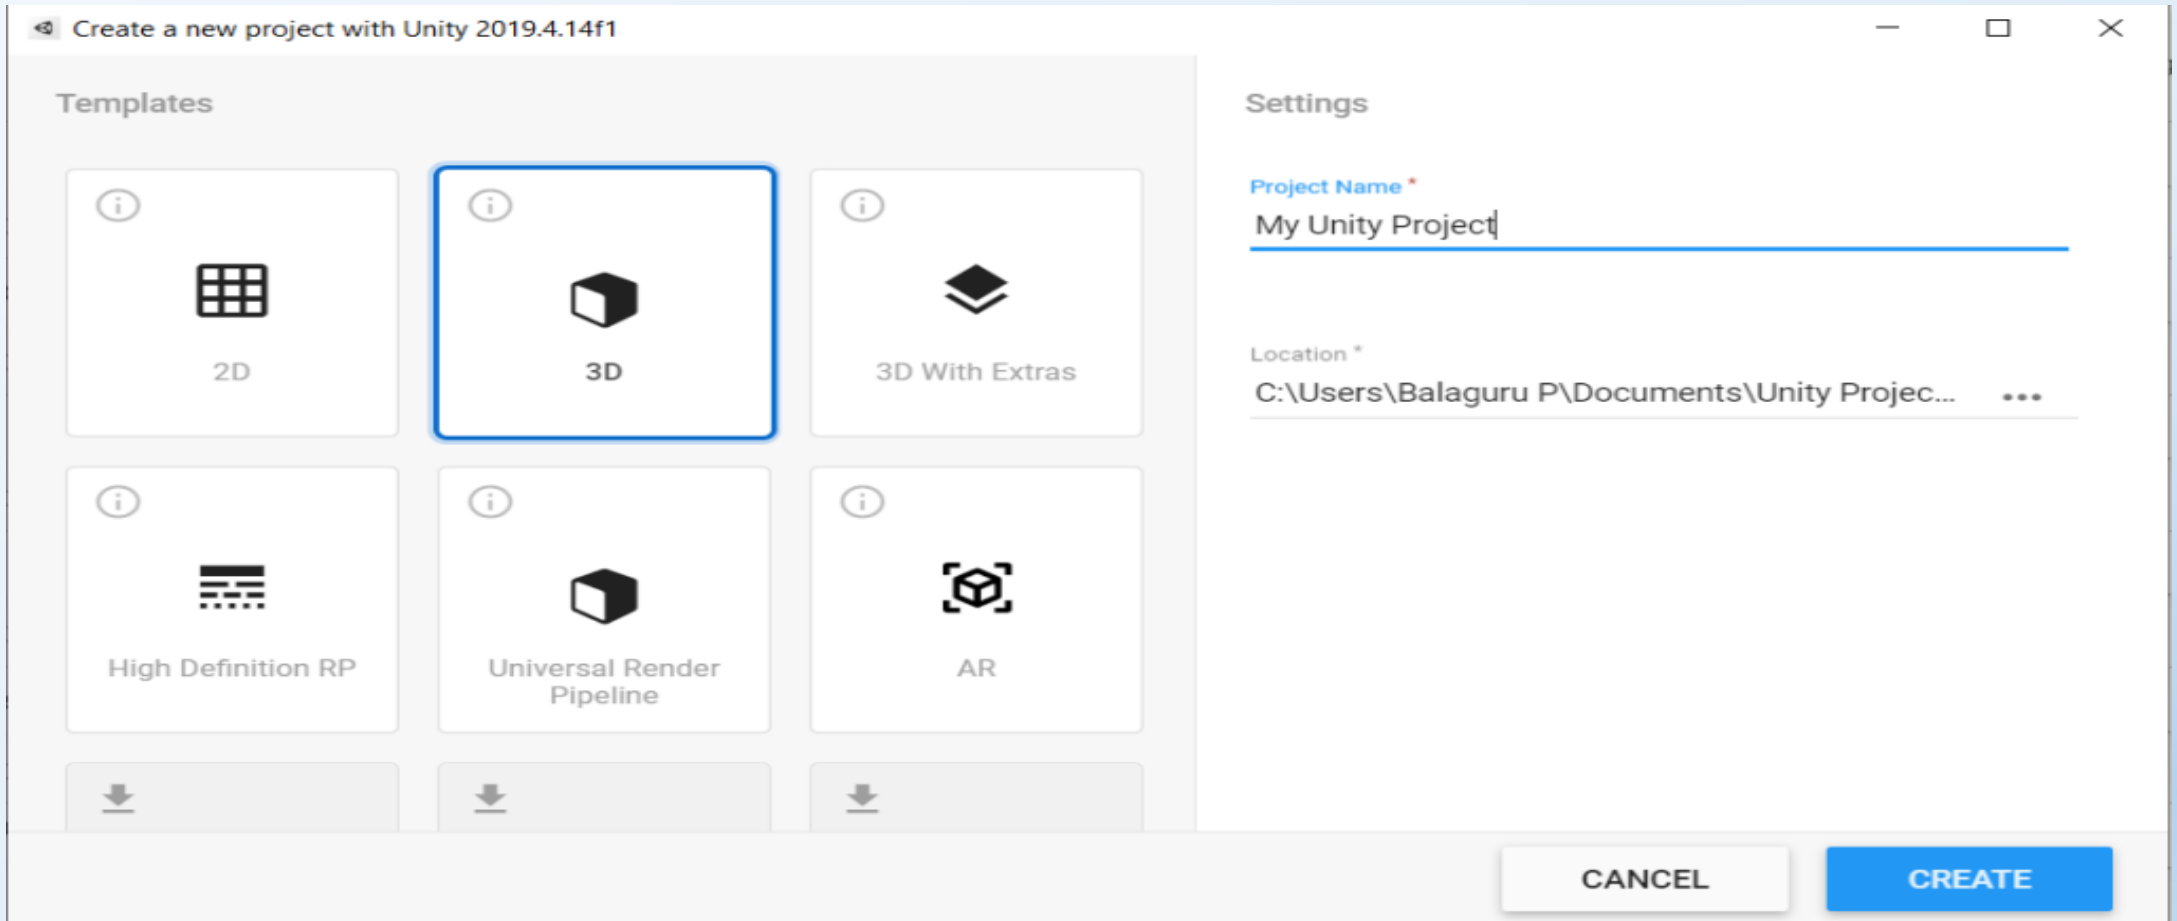 Create a new project with Unity 2019.4.14f1
Templates
2D
3D
3D With Extras
High Definition RP
Universal Render
Pipeline
AR
Settings
Project Name *
My Unity Project
Location *
C:\Users\Balaguru P\Documents\Unity Projec...
CANCEL
CREATE